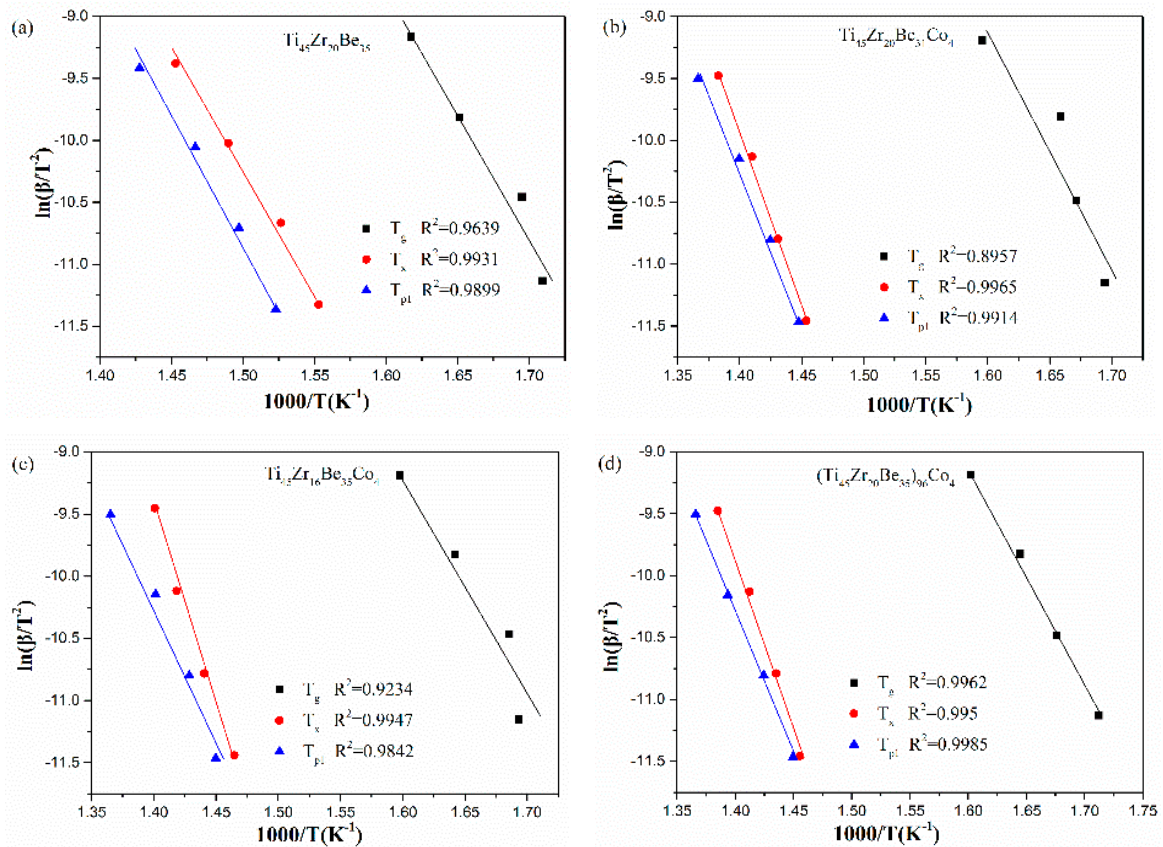 (a)
Ti45Zr20Be35
ln(β/T²)
-9.0
-9.5
-10.0
-10.5
-11.0
-11.5
Tg R²=0.9639
Tx R²=0.9931
Tp1 R²=0.9899
1.40 1.45 1.50 1.55 1.60 1.65 1.70
1000/T(K⁻¹)
(b)
Ti45Zr20Be31Co4
ln(β/T²)
-9.0
-9.5
-10.0
-10.5
-11.0
-11.5
Tg R²=0.8957
Tx R²=0.9965
Tp1 R²=0.9914
1.35 1.40 1.45 1.50 1.55 1.60 1.65 1.70
1000/T(K⁻¹)
(c)
Ti45Zr16Be35Co4
ln(β/T²)
-9.0
-9.5
-10.0
-10.5
-11.0
-11.5
Tg R²=0.9234
Tx R²=0.9947
Tp1 R²=0.9842
1.35 1.40 1.45 1.50 1.55 1.60 1.65 1.70
1000/T(K⁻¹)
(d)
(Ti45Zr20Be35)96Co4
ln(β/T²)
-9.0
-9.5
-10.0
-10.5
-11.0
-11.5
Tg R²=0.9962
Tx R²=0.995
Tp1 R²=0.9985
1.35 1.40 1.45 1.50 1.55 1.60 1.65 1.70 1.75
1000/T(K⁻¹)